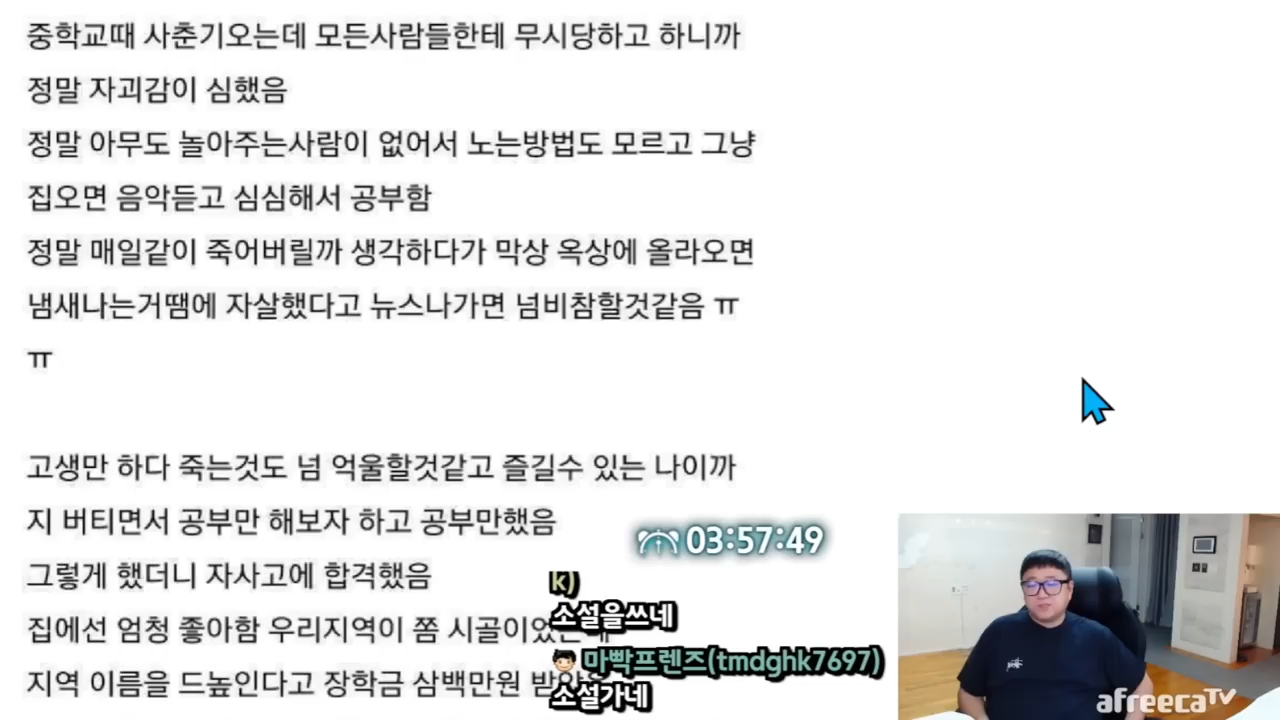 중학교때 사춘기오는데 모든사람들한테 무시당하고 하니까
정말 자괴감이 심했음
정말 아무도 놀아주는사람이 없어서 노는방법도 모르고 그냥
집오면 음악듣고 심심해서 공부함
정말 매일같이 죽어버릴까 생각하다가 막상 옥상에 올라오면
냄새나는거땜에 자살했다고 뉴스나가면 넘비참할것같음 ㅠ
ㅠ
고생만 하다 죽는것도 넘 억울할것같고 즐길수 있는 나이까
지 버티면서 공부만 해보자 하고 공부만했음
그렇게 했더니 자사고에 합격했음
집에선 엄청 좋아함 우리지역이 쫌
지역 이름을 드높인다고 장학금 삼백만원
03:57:49
k)
소설을쓰네
마빡프렌즈(tmdghk7697)
소설가네
afreecaTV